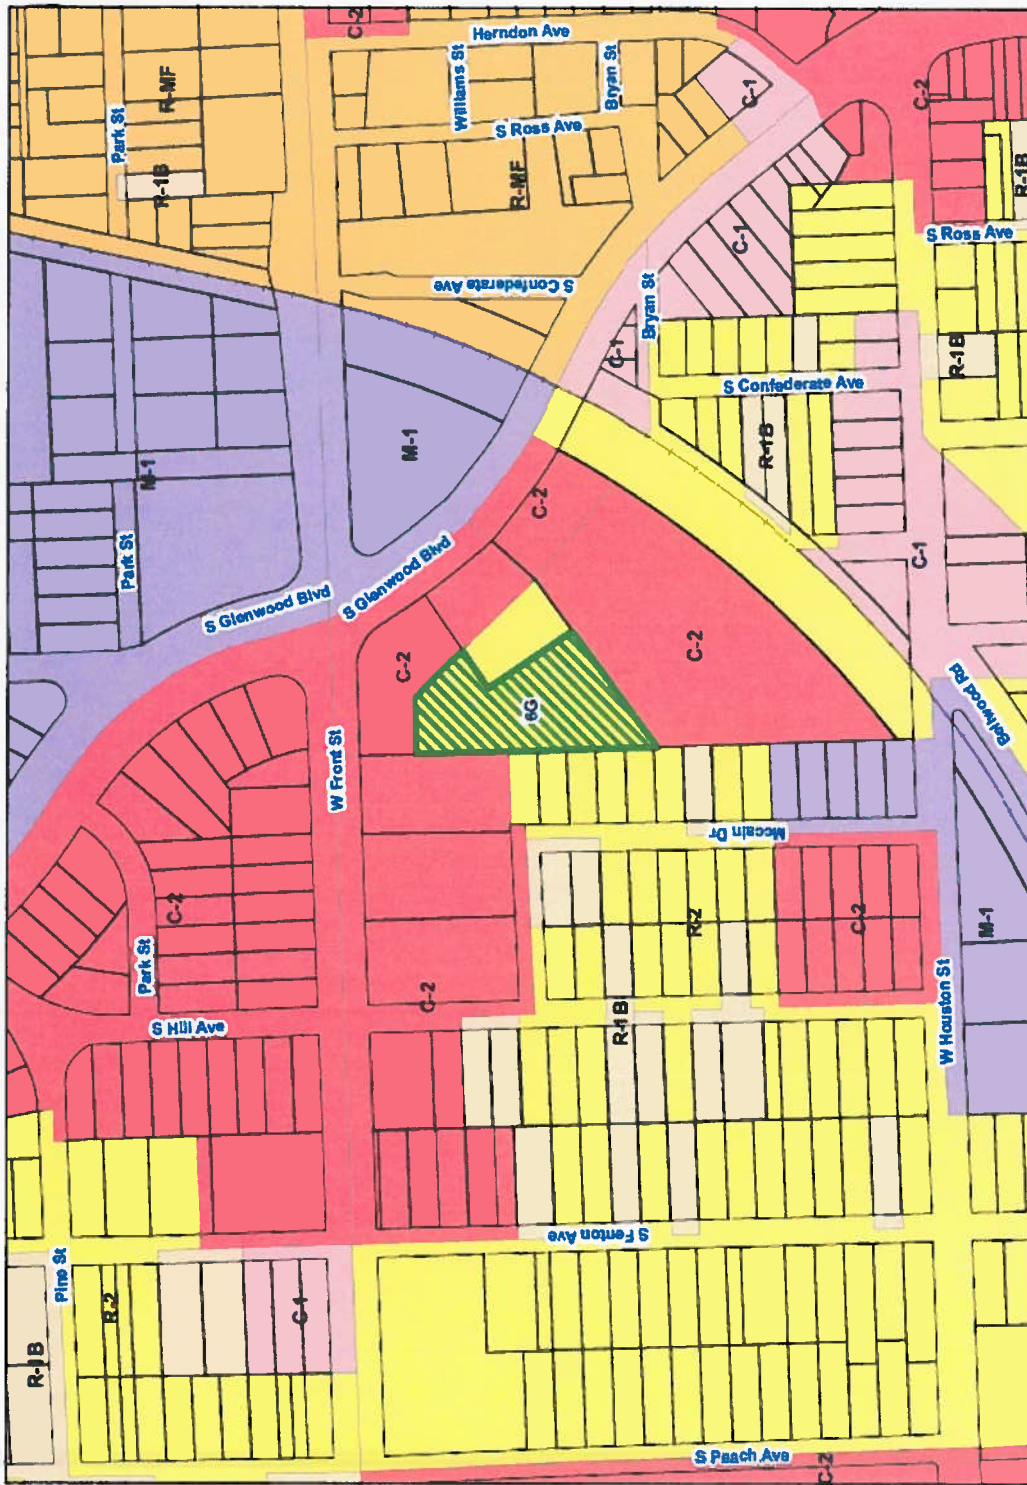 C-2
Herndon Ave
Williams St
Bryan St
Park St
R-MF
R-1B
S Ross Ave
C-1
C-2
R-MF
R-1B
S Ross Ave
S Confederate Ave
C-1
Bryan St
C-1
R-1B
S Confederate Ave
M-1
M-1
R-1B
Park St
C-2
C-1
S Glenwood Blvd
S Glenwood Blvd
C-2
C-2
Bellwood Rd
6G
W Front St
Mccain Dr
C-2
R-2
C-2
M-1
Park St
C-2
W Houston St
S Hill Ave
R-1B
S Fenton Ave
Pine St
R-2
C-1
R-1B
S Peach Ave
C-2